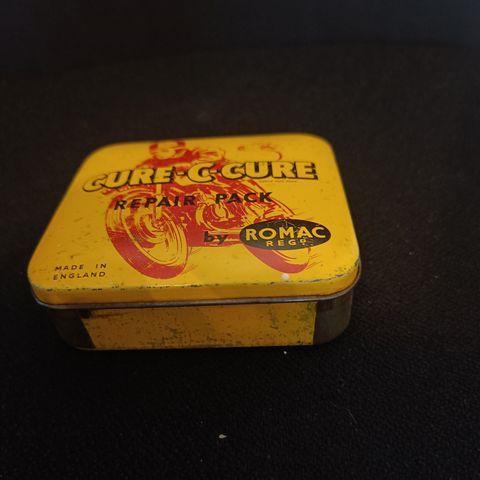 CURE-C-CURE
REPAIR PACK
by ROMAC
REGD.
MADE IN
ENGLAND